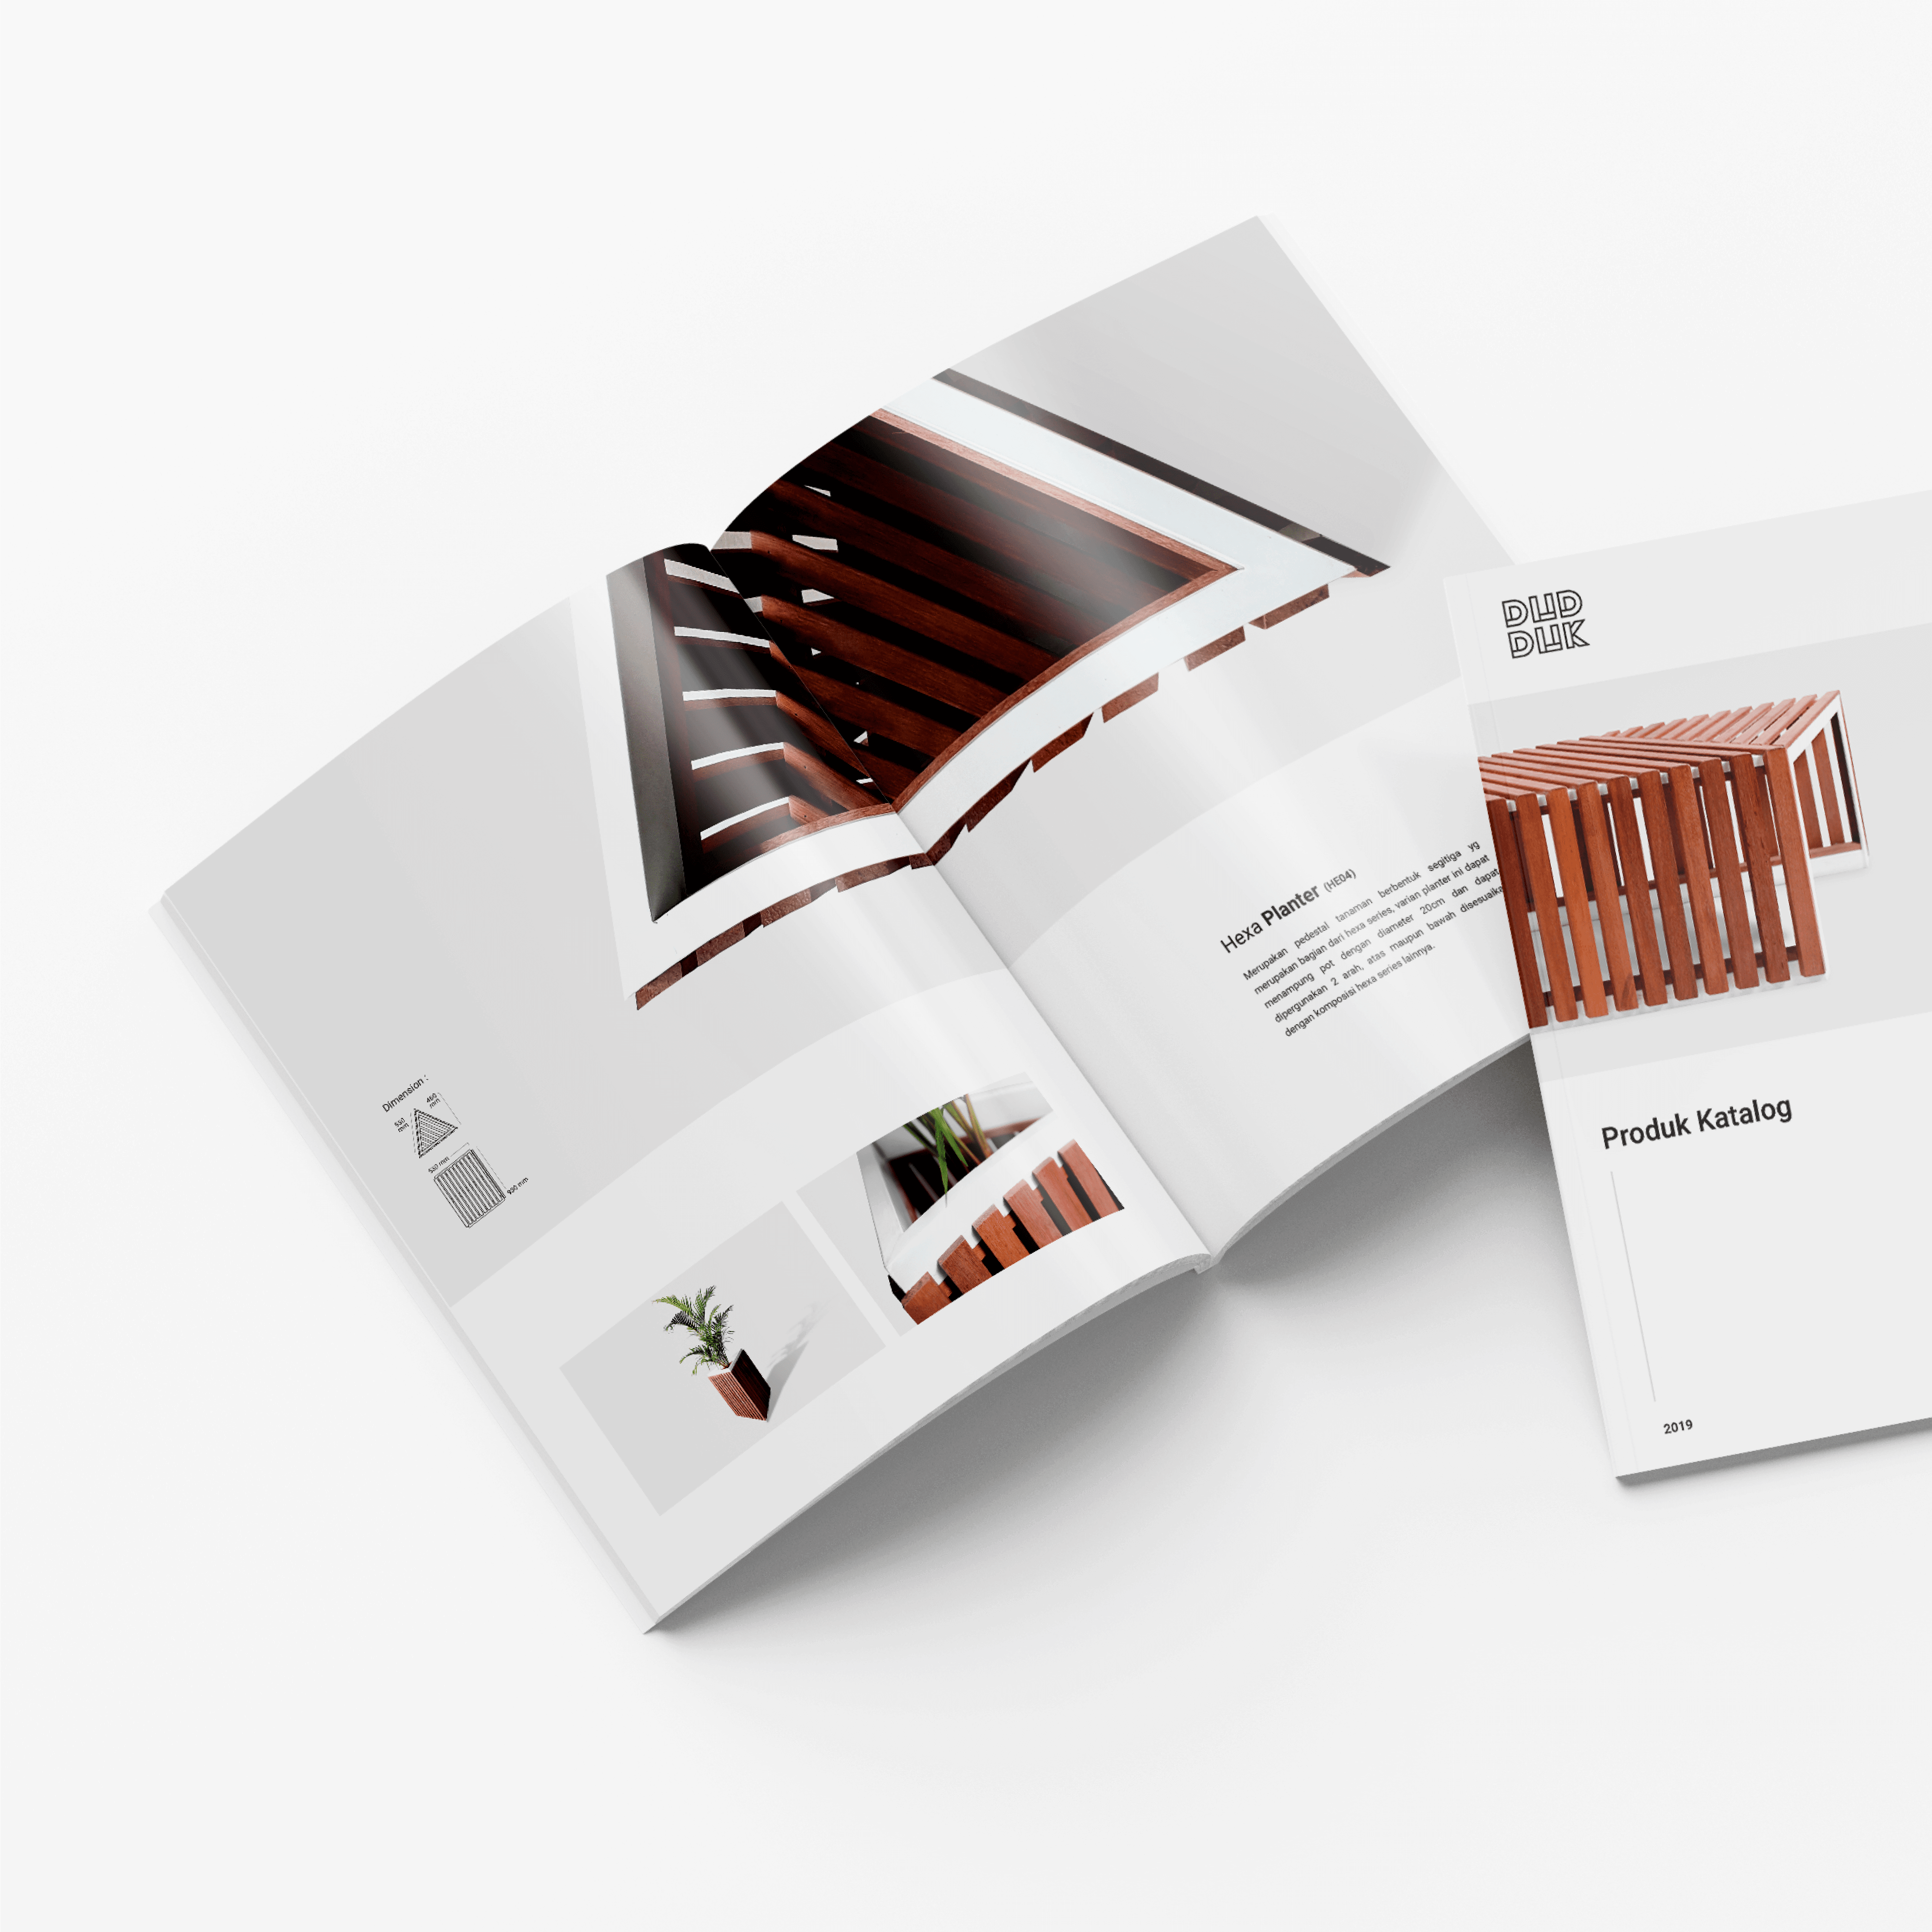 Dimension :
530 mm
460 mm
530 mm
930 mm
Hexa Planter (HE04)
Merupakan pedestal tanaman berbentuk segitiga yg
merupakan bagian dari hexa series, varian planter ini dapat
menampung pot dengan diameter 20cm dan dapat
dipergunakan 2 arah, atas maupun bawah disesuaika
dengan komposisi hexa series lainnya.
DUD
DUK
Produk Katalog
2019